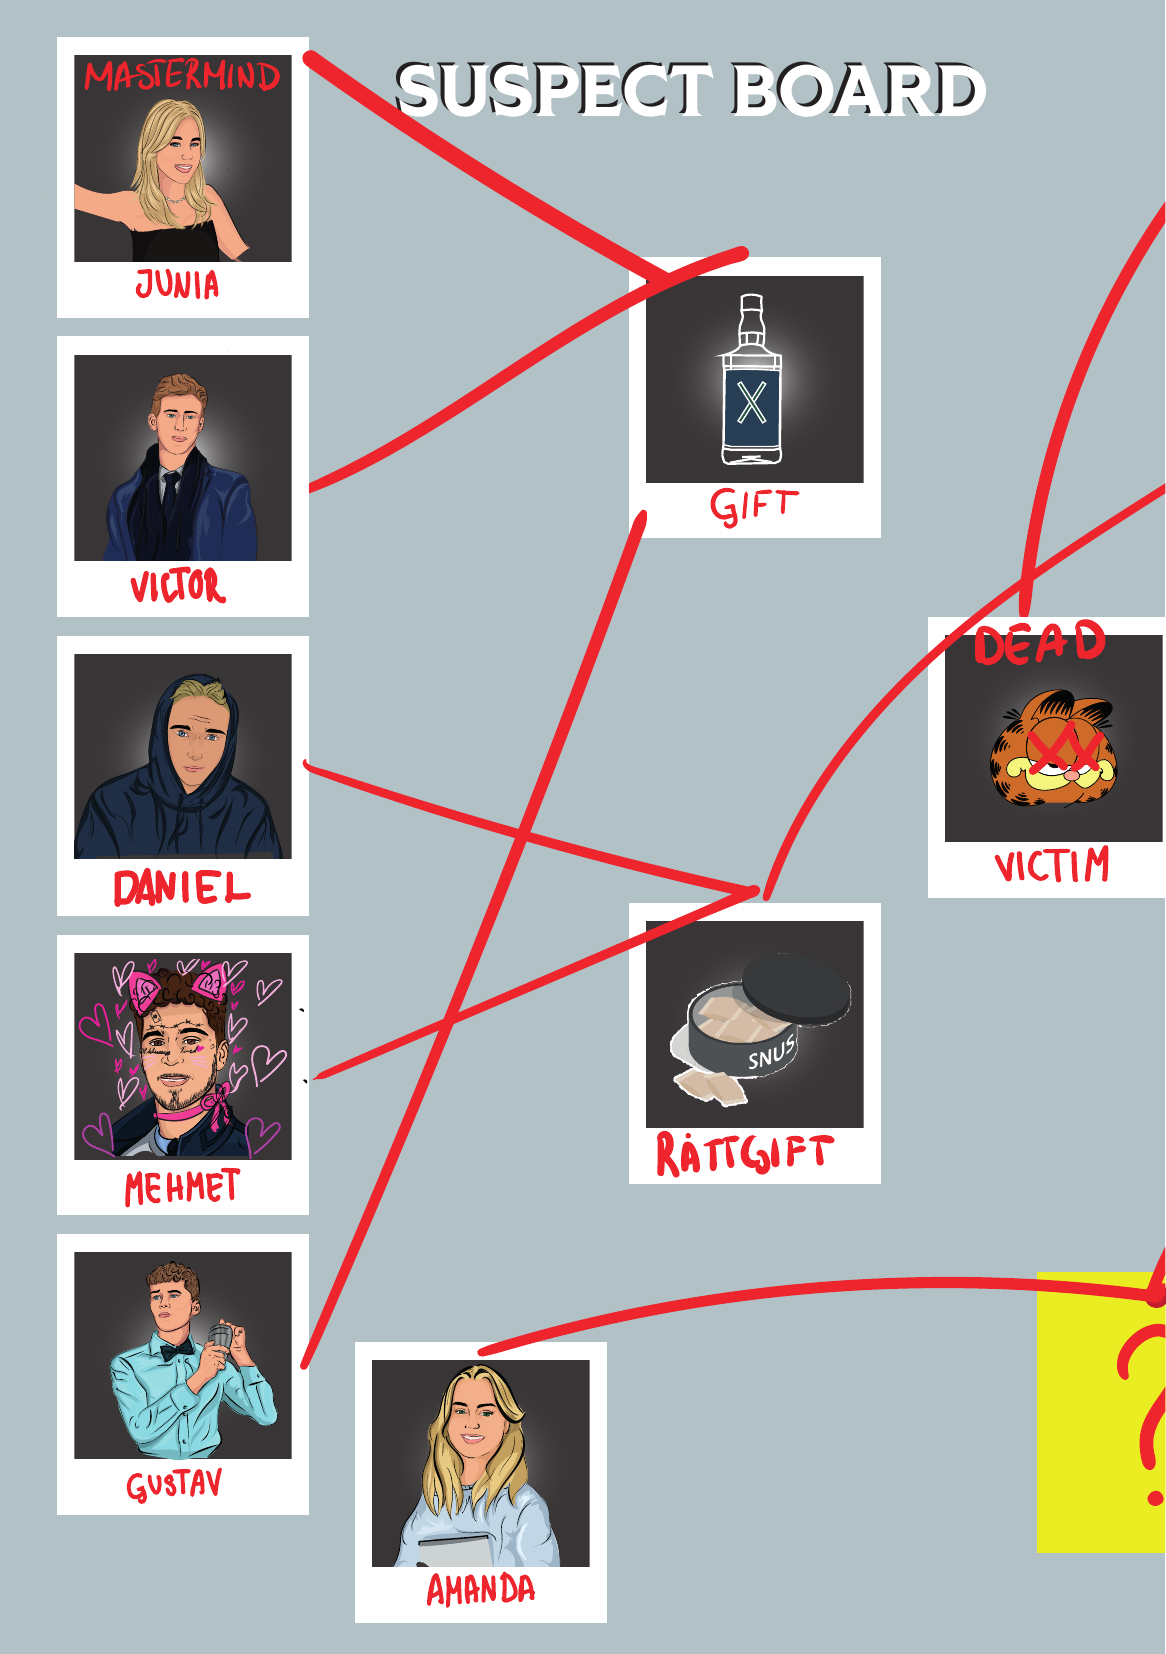 SUSPECT BOARD
MASTERMIND
JUNIA
VICTOR
DANIEL
MEHMET
GUSTAV
AMANDA
X
GIFT
SNUS
RÅTTGIFT
DEAD
VICTIM
?